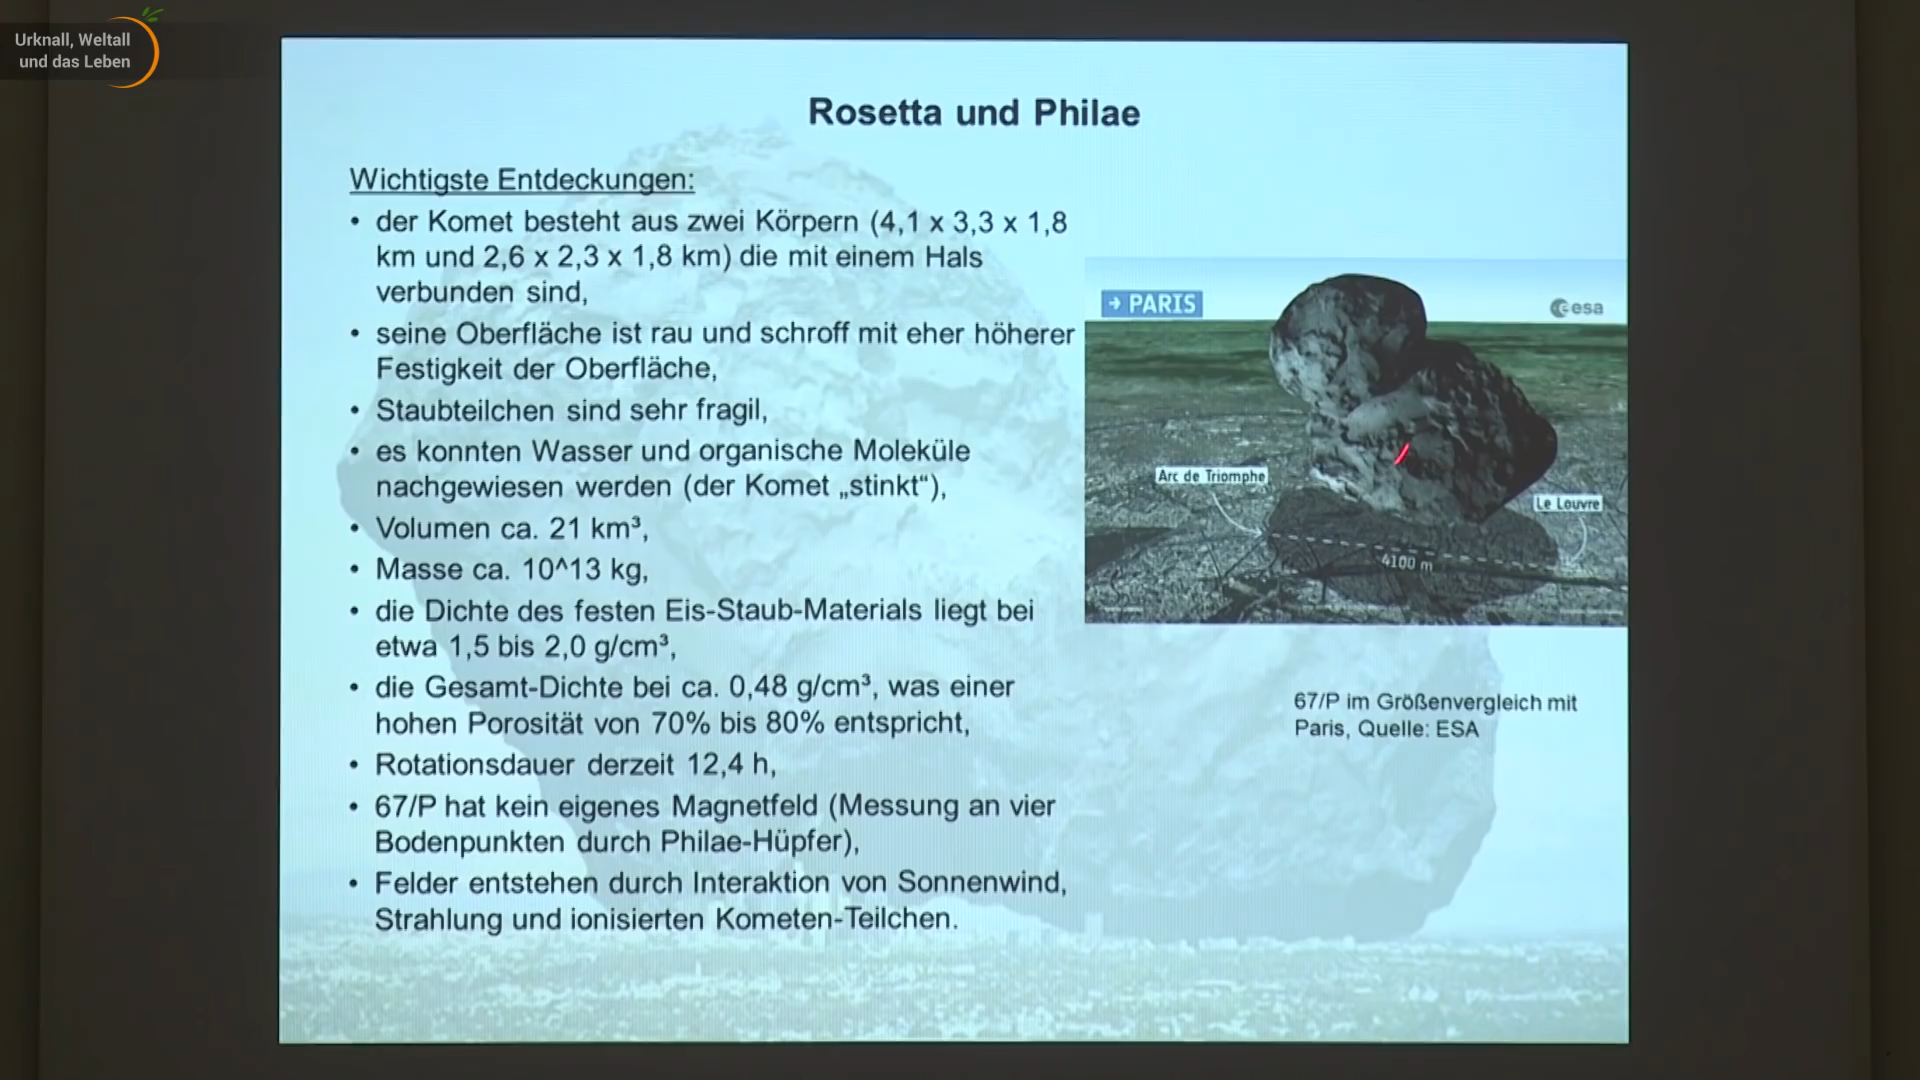 Urknall, Weltall
und das Leben
Rosetta und Philae
Wichtigste Entdeckungen:
• der Komet besteht aus zwei Körpern (4,1 x 3,3 x 1,8
km und 2,6 x 2,3 x 1,8 km) die mit einem Hals
verbunden sind,
• seine Oberfläche ist rau und schroff mit eher höherer
Festigkeit der Oberfläche,
• Staubteilchen sind sehr fragil,
• es konnten Wasser und organische Moleküle
nachgewiesen werden (der Komet „stinkt“),
• Volumen ca. 21 km³,
• Masse ca. 10^13 kg,
• die Dichte des festen Eis-Staub-Materials liegt bei
etwa 1,5 bis 2,0 g/cm³,
• die Gesamt-Dichte bei ca. 0,48 g/cm³, was einer
hohen Porosität von 70% bis 80% entspricht,
• Rotationsdauer derzeit 12,4 h,
• 67/P hat kein eigenes Magnetfeld (Messung an vier
Bodenpunkten durch Philae-Hüpfer),
• Felder entstehen durch Interaktion von Sonnenwind,
Strahlung und ionisierten Kometen-Teilchen.
→ PARIS
esa
Arc de Triomphe
Le Louvre
4100 m
67/P im Größenvergleich mit
Paris, Quelle: ESA